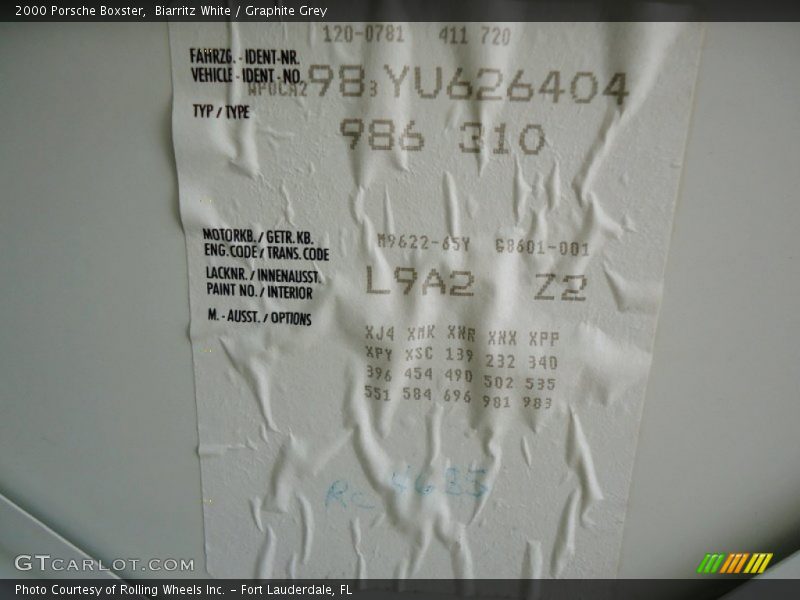 2000 Porsche Boxster,  Biarritz White / Graphite Grey
120-0781 411 720
FAHRZG. - IDENT-NR.
VEHICLE - IDENT - NO.
WP0CA2 98 3 YU626404
TYP / TYPE
986 310
MOTORKB. / GETR. KB.
ENG. CODE / TRANS. CODE
M9622-65Y G8601-001
LACKNR. / INNENAUSST.
PAINT NO. / INTERIOR
L9A2 Z2
M. - AUSST. / OPTIONS
XJ4 XMK XNR XNX XPP
XPY XSC 139 232 340
396 454 490 502 535
551 584 696 981 983
RC 4685
GTCARLOT.COM
Photo Courtesy of Rolling Wheels Inc. – Fort Lauderdale, FL